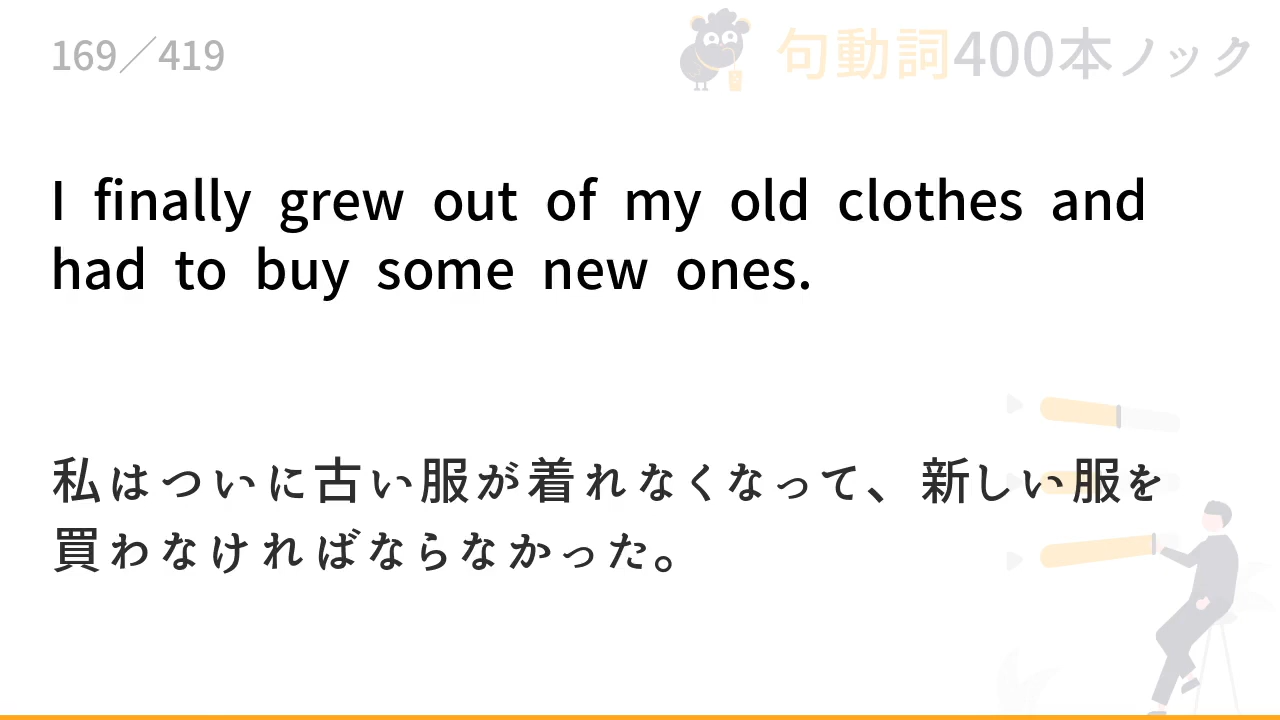 169／419
句動詞400本ノック
I finally grew out of my old clothes and
had to buy some new ones.
私はついに古い服が着れなくなって、新しい服を
買わなければならなかった。